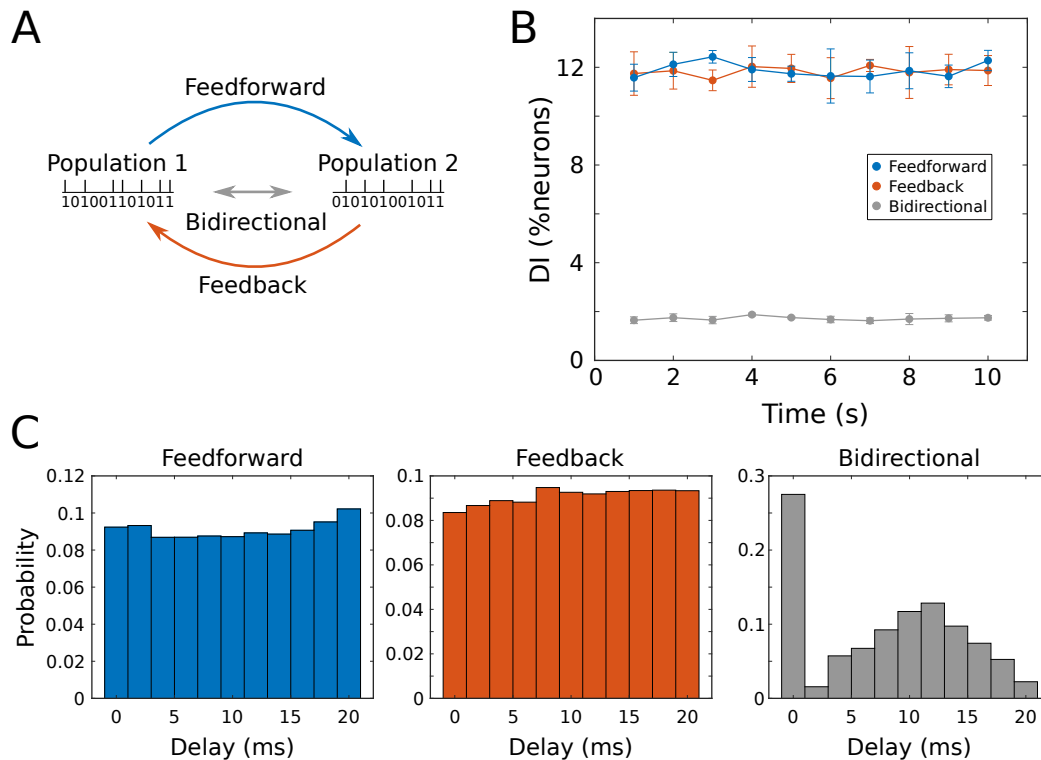 A
Feedforward
Population 1
Population 2
101001101011
010101001011
Bidirectional
Feedback
B
DI (%neurons)
12
8
4
0
0 2 4 6 8 10
Time (s)
Feedforward
Feedback
Bidirectional
C
Feedforward
Probability
0.12
0.1
0.08
0.06
0.04
0.02
0
0 5 10 15 20
Delay (ms)
Feedback
0.1
0.08
0.06
0.04
0.02
0
0 5 10 15 20
Delay (ms)
Bidirectional
0.3
0.2
0.1
0
0 5 10 15 20
Delay (ms)